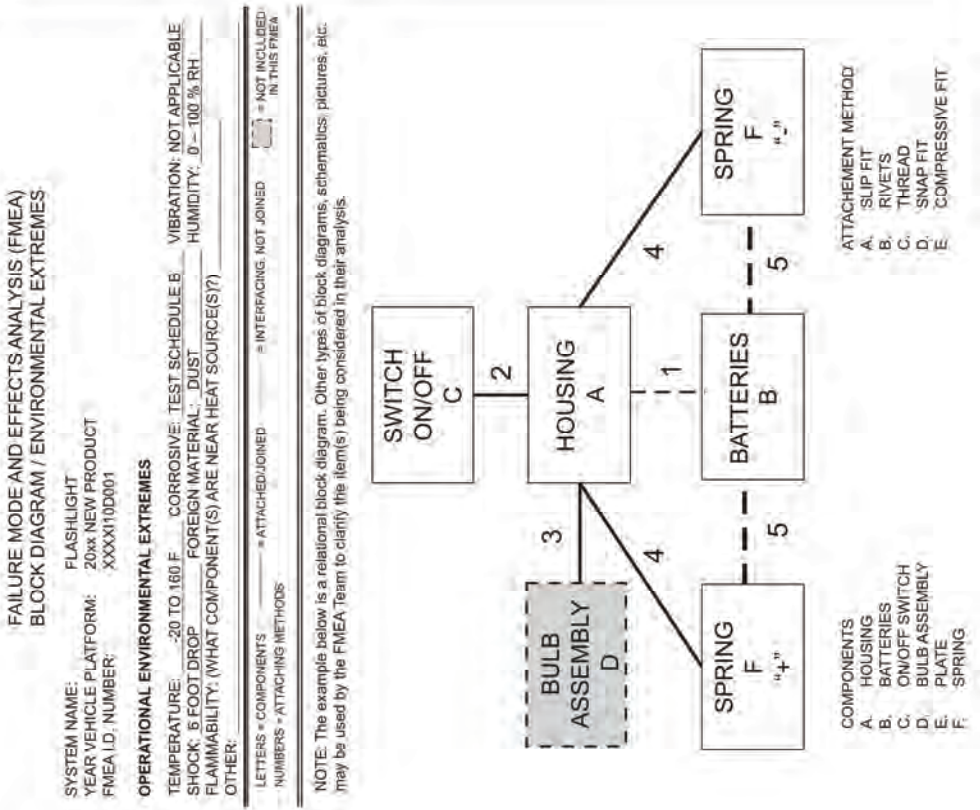 FAILURE MODE AND EFFECTS ANALYSIS (FMEA)
BLOCK DIAGRAM / ENVIRONMENTAL EXTREMES
SYSTEM NAME: FLASHLIGHT
YEAR VEHICLE PLATFORM: 20xx NEW PRODUCT
FMEA I.D. NUMBER: XXXXI10D001
OPERATIONAL ENVIRONMENTAL EXTREMES
TEMPERATURE: -20 TO 160 F CORROSIVE: TEST SCHEDULE B VIBRATION: NOT APPLICABLE
SHOCK: 6 FOOT DROP FOREIGN MATERIAL: DUST HUMIDITY: 0 – 100 % RH
FLAMMABILITY: (WHAT COMPONENT(S) ARE NEAR HEAT SOURCE(S)?)
OTHER:
LETTERS = COMPONENTS = ATTACHED/JOINED = INTERFACING, NOT JOINED = NOT INCLUDED
NUMBERS = ATTACHING METHODS IN THIS FMEA
NOTE: The example below is a relational block diagram. Other types of block diagrams, schematics, pictures, etc.
may be used by the FMEA Team to clarify the item(s) being considered in their analysis.
SWITCH
ON/OFF
C
2
BULB
ASSEMBLY
D
3
HOUSING
A
4
4
1
SPRING
F
"+"
5
BATTERIES
B
5
SPRING
F
"-"
COMPONENTS
A. HOUSING
B. BATTERIES
C. ON/OFF SWITCH
D. BULB ASSEMBLY
E. PLATE
F. SPRING
ATTACHEMENT METHOD
A. SLIP FIT
B. RIVETS
C. THREAD
D. SNAP FIT
E. COMPRESSIVE FIT